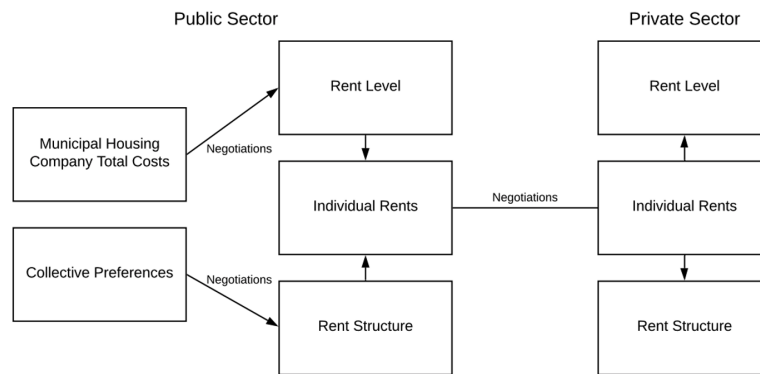 Public Sector
Private Sector
Rent Level
Rent Level
Municipal Housing
Company Total Costs
Negotiations
Individual Rents
Negotiations
Individual Rents
Collective Preferences
Negotiations
Rent Structure
Rent Structure